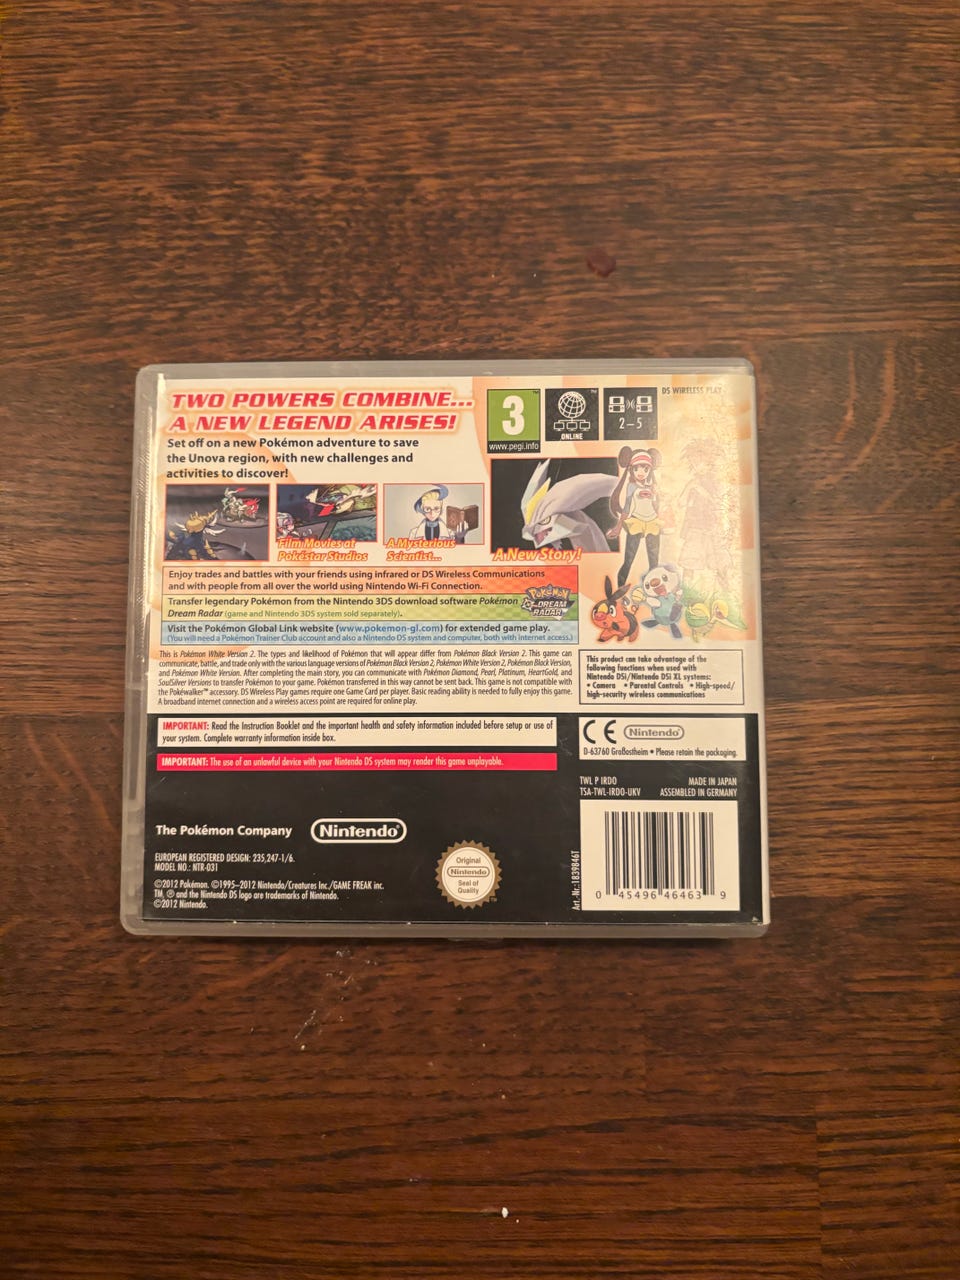 TWO POWERS COMBINE...
A NEW LEGEND ARISES!
Set off on a new Pokémon adventure to save
the Unova region, with new challenges and
activities to discover!
3
www.pegi.info
ONLINE
™
2–5
DS WIRELESS PLAY
Film Movies at
Pokéstar Studios
A Mysterious
Scientist...
A New Story!
Enjoy trades and battles with your friends using infrared or DS Wireless Communications
and with people from all over the world using Nintendo Wi-Fi Connection.
Transfer legendary Pokémon from the Nintendo 3DS download software Pokémon
Dream Radar (game and Nintendo 3DS system sold separately).
POKéMON
DREAM
RADAR
Visit the Pokémon Global Link website (www.pokemon-gl.com) for extended game play.
(You will need a Pokémon Trainer Club account and also a Nintendo DS system and computer, both with internet access.)
This is Pokémon White Version 2. The types and likelihood of Pokémon that will appear differ from Pokémon Black Version 2. This game can
communicate, battle, and trade only with the various language versions of Pokémon Black Version 2, Pokémon White Version 2, Pokémon Black Version,
and Pokémon White Version. After completing the main story, you can communicate with Pokémon Diamond, Pearl, Platinum, HeartGold, and
SoulSilver Versions to transfer Pokémon to your game. Pokémon transferred in this way cannot be sent back. This game is not compatible
with the Pokéwalker™ accessory. DS Wireless Play games require one Game Card per player. Basic reading ability is needed to fully enjoy this game.
A broadband internet connection and a wireless access point are required for online play.
This product can take advantage of the
following functions when used with
Nintendo DSi/Nintendo DSi XL systems:
• Camera • Parental Controls • High-speed/
high-security wireless communications
IMPORTANT: Read the Instruction Booklet and the important health and safety information included before setup or use of
your system. Complete warranty information inside box.
IMPORTANT: The use of an unlawful device with your Nintendo DS system may render this game unplayable.
CE Nintendo
D-63760 Großostheim • Please retain the packaging.
TWL P IRDO MADE IN JAPAN
TSA-TWL-IRDO-UKV ASSEMBLED IN GERMANY
The Pokémon Company Nintendo®
EUROPEAN REGISTERED DESIGN: 235,247-1/6.
MODEL NO.: NTR-031
©2012 Pokémon. ©1995–2012 Nintendo/Creatures Inc./GAME FREAK inc.
TM, ® and the Nintendo DS logo are trademarks of Nintendo.
©2012 Nintendo.
Original
Nintendo
Seal of
Quality
™
Art.-Nr.: 1839846T
0 45496 46463 9